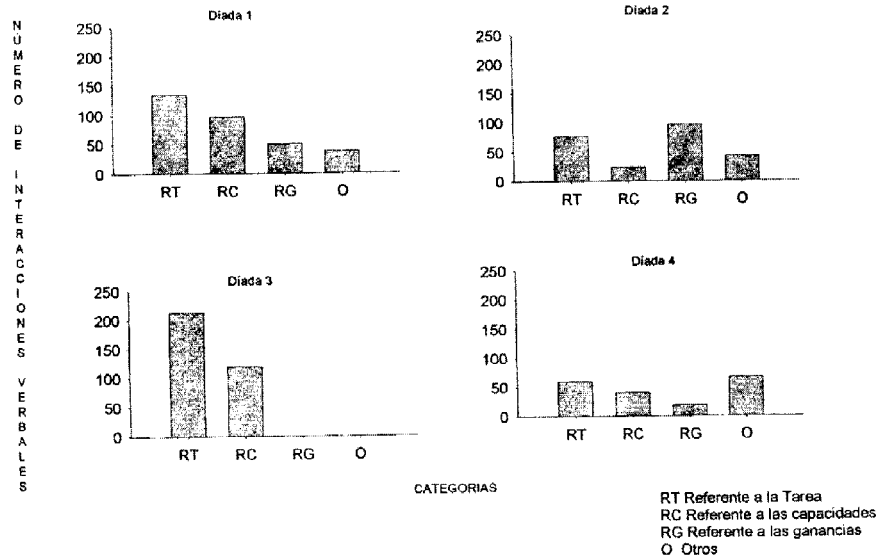 NÚMERO DE INTERACCIONES VERBALES
Diada 1
250
200
150
100
50
0
RT RC RG O
Diada 2
250
200
150
100
50
0
RT RC RG O
Diada 3
250
200
150
100
50
0
RT RC RG O
Diada 4
250
200
150
100
50
0
RT RC RG O
CATEGORIAS
RT Referente a la Tarea
RC Referente a las capacidades
RG Referente a las ganancias
O Otros